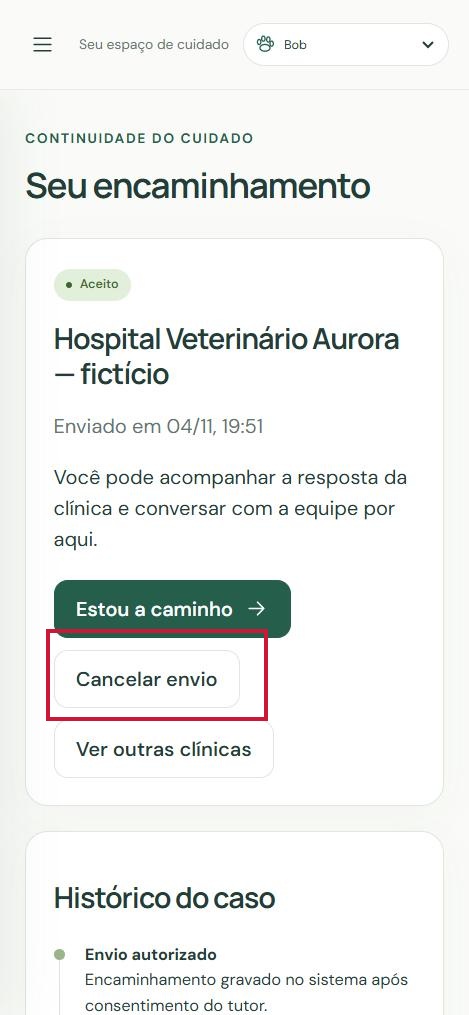 Seu espaço de cuidado
Bob
CONTINUIDADE DO CUIDADO
Seu encaminhamento
Aceito
Hospital Veterinário Aurora
— fictício
Enviado em 04/11, 19:51
Você pode acompanhar a resposta da
clínica e conversar com a equipe por
aqui.
Estou a caminho →
Cancelar envio
Ver outras clínicas
Histórico do caso
Envio autorizado
Encaminhamento gravado no sistema após
consentimento do tutor.